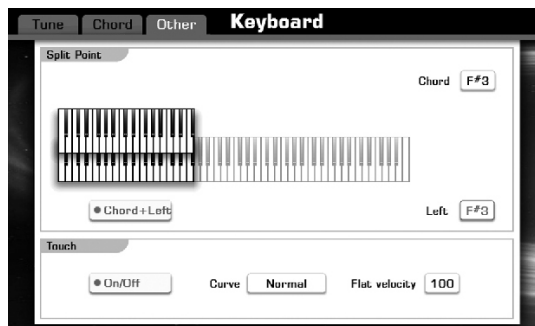 Tune Chord Other Keyboard
Split Point
Chord F#3
Chord+Left
Left F#3
Touch
On/Off Curve Normal Flat velocity 100